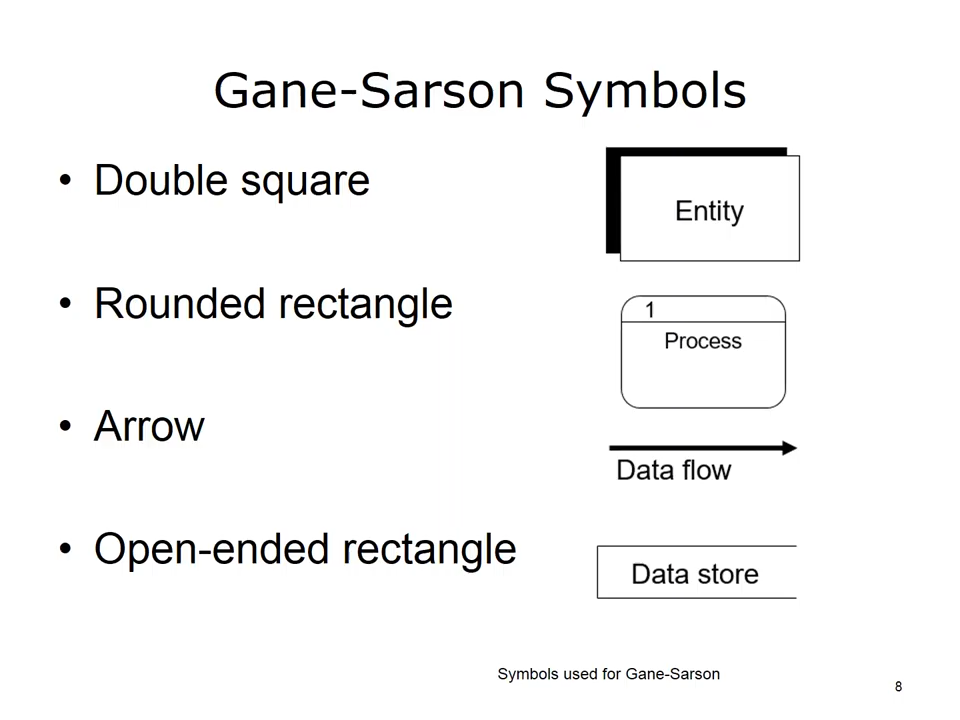 Gane-Sarson Symbols
• Double square
Entity
• Rounded rectangle
1
Process
• Arrow
Data flow
• Open-ended rectangle
Data store
Symbols used for Gane-Sarson
8